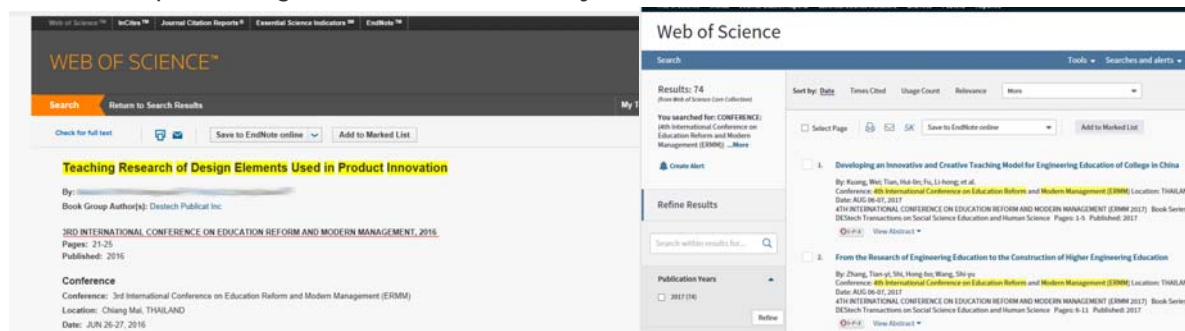 Web of Science™ InCites™ Journal Citation Reports® Essential Science Indicators™ EndNote™
WEB OF SCIENCE™
Search Return to Search Results My
Check for full text Save to EndNote online Add to Marked List
Teaching Research of Design Elements Used in Product Innovation
By:
Book Group Author(s): Destech Publicat Inc
3RD INTERNATIONAL CONFERENCE ON EDUCATION REFORM AND MODERN MANAGEMENT, 2016
Pages: 21-25
Published: 2016
Conference
Conference: 3rd International Conference on Education Reform and Modern Management (ERMM)
Location: Chiang Mai, THAILAND
Date: JUN 26-27, 2016
Web of Science
Search Tools Searches and alerts
Results: 74
(from Web of Science Core Collection)
You searched for: CONFERENCE:
(4th International Conference on
Education Reform and Modern
Management (ERMM)) ...More
Create Alert
Refine Results
Search within results for...
Publication Years
2017 (74)
Refine
Sort by: Date Times Cited Usage Count Relevance More
Select Page 5K Save to EndNote online Add to Marked List
1. Developing an Innovative and Creative Teaching Model for Engineering Education of College in China
By: Kuang, Wei; Tian, Hui-lin; Fu, Li-hong; et al.
Conference: 4th International Conference on Education Reform and Modern Management (ERMM) Location: THAILAN
Date: AUG 06-07, 2017
4TH INTERNATIONAL CONFERENCE ON EDUCATION REFORM AND MODERN MANAGEMENT (ERMM 2017) Book Series
DEStech Transactions on Social Science Education and Human Science Pages: 1-5 Published: 2017
View Abstract
2. From the Research of Engineering Education to the Construction of Higher Engineering Education
By: Zhang, Tian-yi; Shi, Hong-bo; Wang, Shi-yu
Conference: 4th International Conference on Education Reform and Modern Management (ERMM) Location: THAILAN
Date: AUG 06-07, 2017
4TH INTERNATIONAL CONFERENCE ON EDUCATION REFORM AND MODERN MANAGEMENT (ERMM 2017) Book Series
DEStech Transactions on Social Science Education and Human Science Pages: 6-11 Published: 2017
View Abstract